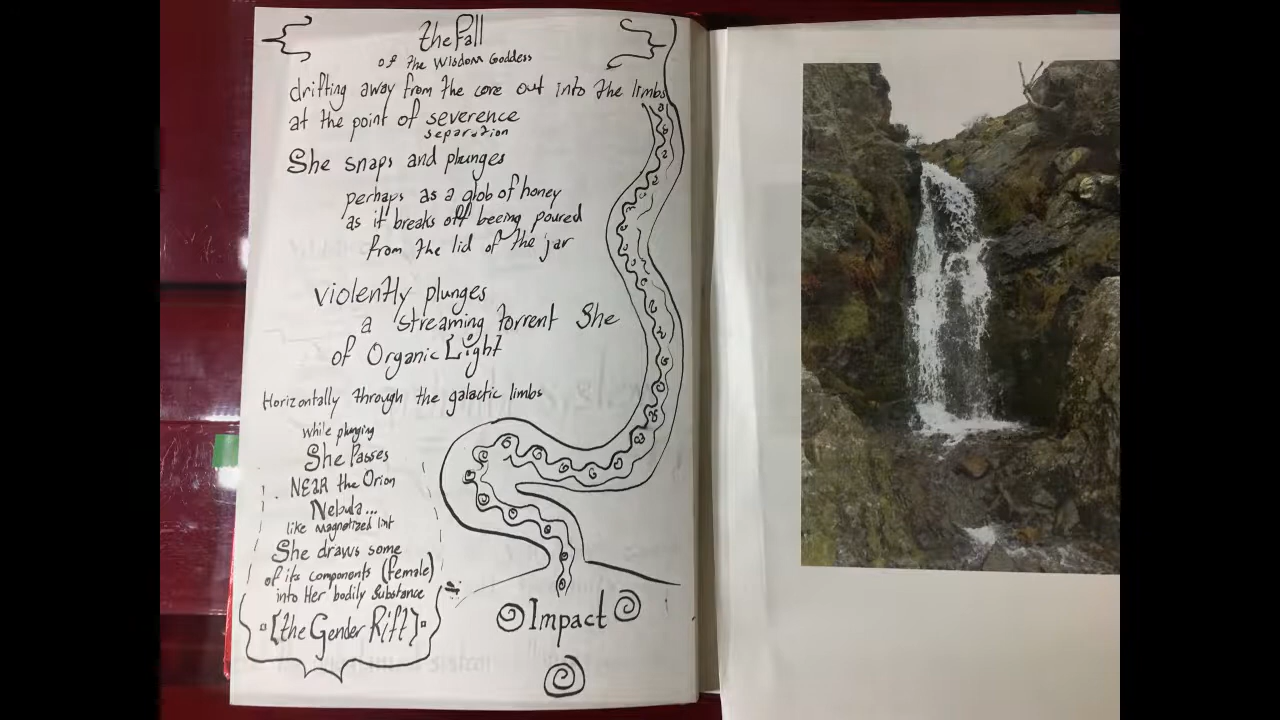 the Fall
of the Wisdom Goddess
drifting away from the core out into the limbs
at the point of severence
separation
She snaps and plunges
perhaps as a glob of honey
as it breaks off beeing poured
from the lid of the jar
violently plunges
a streaming torrent She
of Organic Light
Horizontally through the galactic limbs
while plunging
She Passes
NEAR the Orion
Nebula...
like magnetized lint
She draws some
of its components (female)
into Her bodily Substance
[the Gender Rift]
Impact